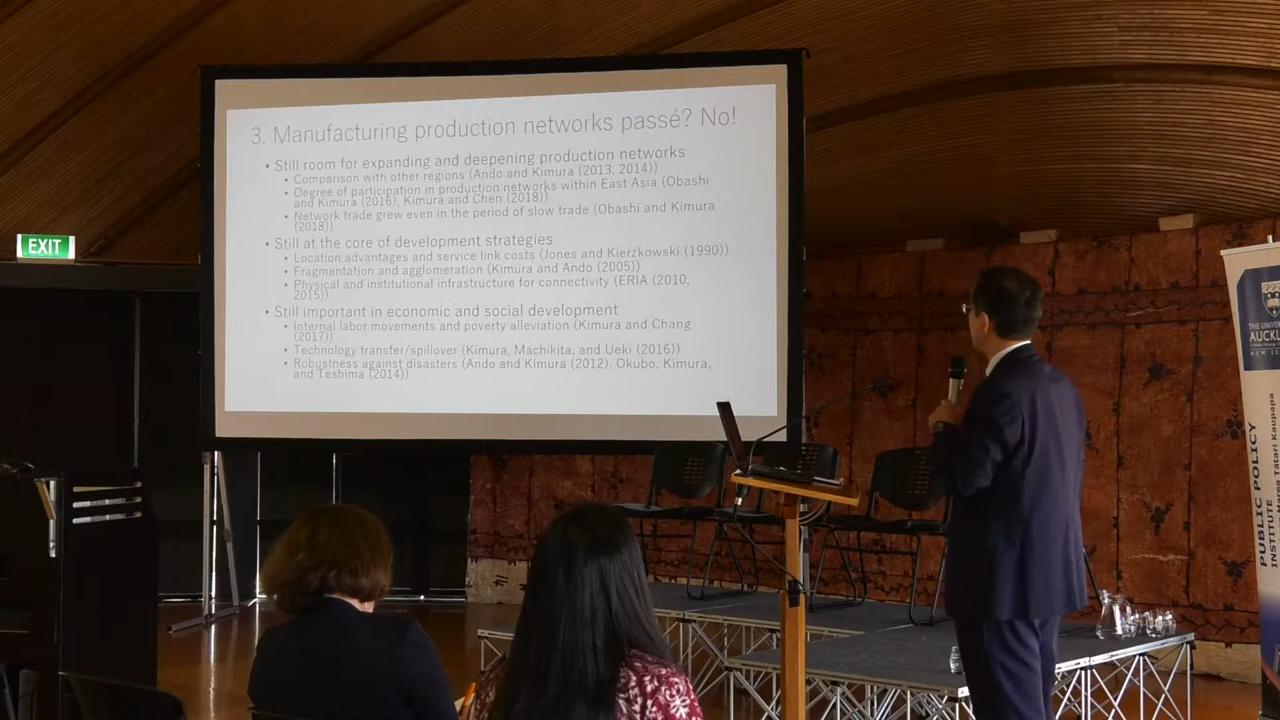 3. Manufacturing production networks passé? No!
• Still room for expanding and deepening production networks
• Comparison with other regions (Ando and Kimura (2013, 2014))
• Degree of participation in production networks within East Asia (Obashi
and Kimura (2016), Kimura and Chen (2018))
• Network trade grew even in the period of slow trade (Obashi and Kimura
(2018))
• Still at the core of development strategies
• Location advantages and service link costs (Jones and Kierzkowski (1990))
• Fragmentation and agglomeration (Kimura and Ando (2005))
• Physical and institutional infrastructure for connectivity (ERIA (2010,
2015))
• Still important in economic and social development
• Internal labor movements and poverty alleviation (Kimura and Chang
(2017))
• Technology transfer/spillover (Kimura, Machikita, and Ueki (2016))
• Robustness against disasters (Ando and Kimura (2012), Okubo, Kimura,
and Teshima (2014))
EXIT
THE UNIVER
AUCKL
NEW ZE
PUBLIC POLICY
INSTITUTE
Tātari Kaupapa